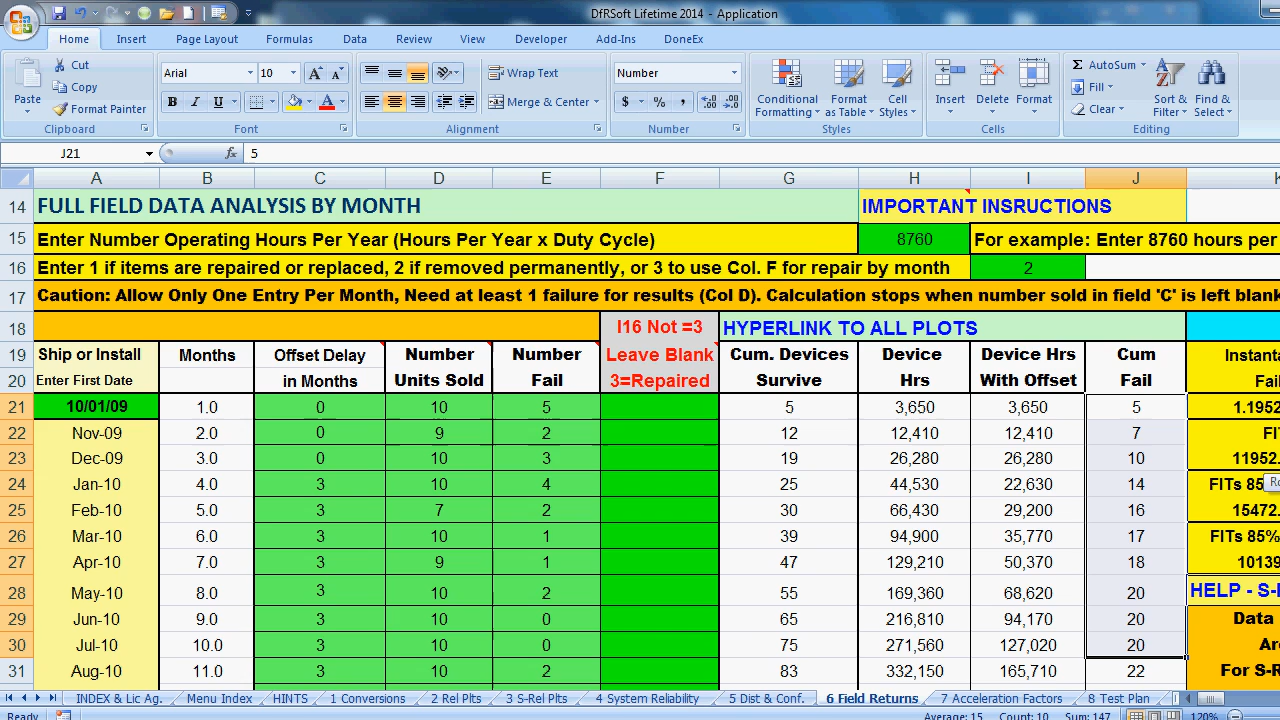 DfRSoft Lifetime 2014 - Application
Home Insert Page Layout Formulas Data Review View Developer Add-Ins DoneEx
Paste Cut Copy Format Painter Clipboard
Arial 10 A A B I U A Font
Wrap Text Merge & Center Alignment
Number $ % , Number
Conditional Formatting Format as Table Cell Styles Styles
Insert Delete Format Cells
Σ AutoSum Fill Clear Sort & Filter Find & Select Editing
J21 fx 5
A B C D E F G H I J K
14 FULL FIELD DATA ANALYSIS BY MONTH IMPORTANT INSRUCTIONS
15 Enter Number Operating Hours Per Year (Hours Per Year x Duty Cycle) 8760 For example: Enter 8760 hours per
16 Enter 1 if items are repaired or replaced, 2 if removed permanently, or 3 to use Col. F for repair by month 2
17 Caution: Allow Only One Entry Per Month, Need at least 1 failure for results (Col D). Calculation stops when number sold in field 'C' is left blank
18 I16 Not =3 HYPERLINK TO ALL PLOTS
19 Ship or Install Months Offset Delay Number Number Leave Blank Cum. Devices Device Device Hrs Cum Instanta
20 Enter First Date in Months Units Sold Fail 3=Repaired Survive Hrs With Offset Fail Fai
21 10/01/09 1.0 0 10 5 5 3,650 3,650 5 1.1952
22 Nov-09 2.0 0 9 2 12 12,410 12,410 7 FI
23 Dec-09 3.0 0 10 3 19 26,280 26,280 10 11952.
24 Jan-10 4.0 3 10 4 25 44,530 22,630 14 FITs 85 Ro
25 Feb-10 5.0 3 7 2 30 66,430 29,200 16 15472.
26 Mar-10 6.0 3 10 1 39 94,900 35,770 17 FITs 85%
27 Apr-10 7.0 3 9 1 47 129,210 50,370 18 10139
28 May-10 8.0 3 10 2 55 169,360 68,620 20 HELP - S-
29 Jun-10 9.0 3 10 0 65 216,810 94,170 20 Data
30 Jul-10 10.0 3 10 0 75 271,560 127,020 20 Ar
31 Aug-10 11.0 3 10 2 83 332,150 165,710 22 For S-R
INDEX & Lic Ag. Menu Index HINTS 1 Conversions 2 Rel Plts 3 S-Rel Plts 4 System Reliability 5 Dist & Conf. 6 Field Returns 7 Acceleration Factors 8 Test Plan
Ready Average: 15 Count: 10 Sum: 147 120%